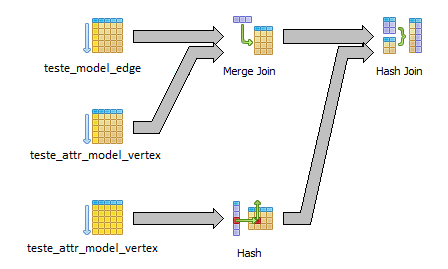 teste_model_edge
Merge Join
Hash Join
teste_attr_model_vertex
teste_attr_model_vertex
Hash